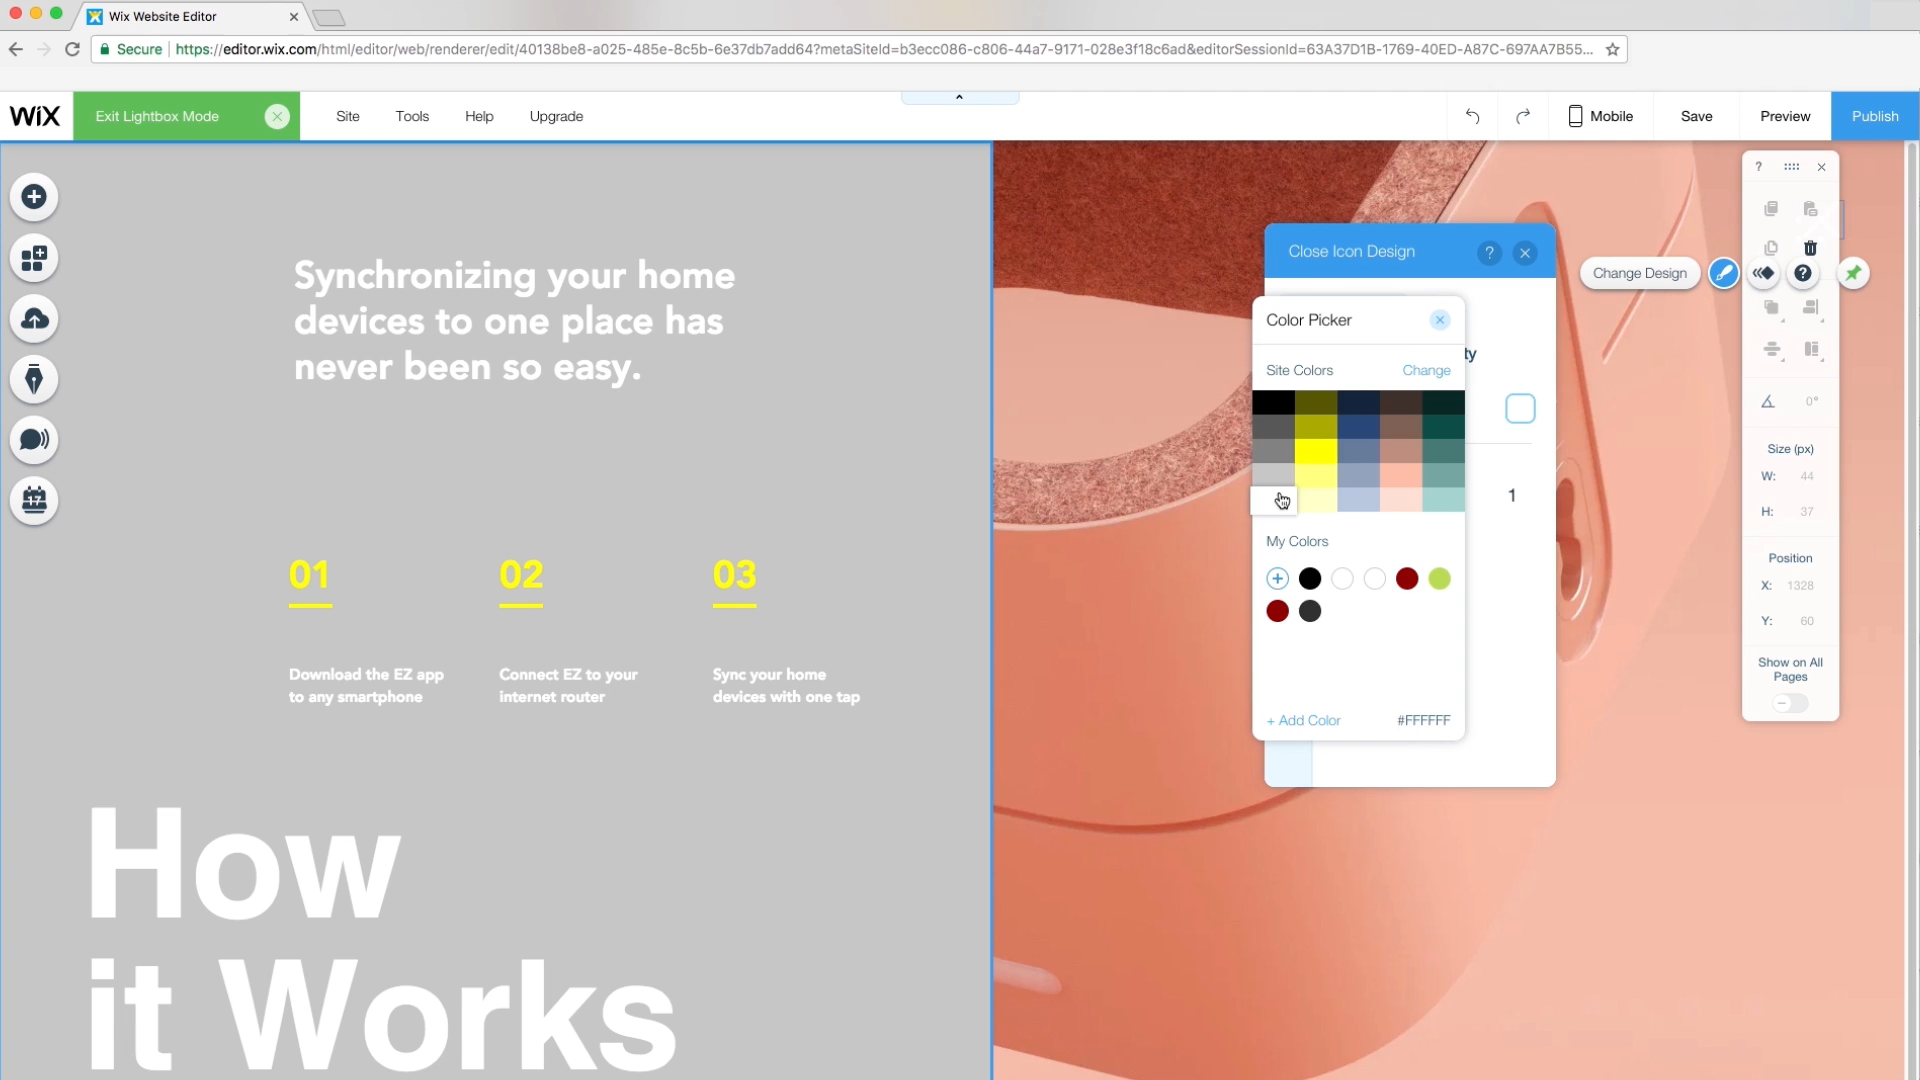 Wix Website Editor
Secure https://editor.wix.com/html/editor/web/renderer/edit/40138be8-a025-485e-8c5b-6e37db7add64?metaSiteId=b3ecc086-c806-44a7-9171-028e3f18c6ad&editorSessionId=63A37D1B-1769-40ED-A87C-697AA7B55...
WiX Exit Lightbox Mode Site Tools Help Upgrade Mobile Save Preview Publish
Synchronizing your home
devices to one place has
never been so easy.
01
02
03
Download the EZ app
to any smartphone
Connect EZ to your
internet router
Sync your home
devices with one tap
How
it Works
17
Close Icon Design
?
Color Picker
ty
Site Colors Change
1
My Colors
+ Add Color #FFFFFF
Change Design
?
?
0°
Size (px)
W: 44
H: 37
Position
X: 1328
Y: 60
Show on All
Pages